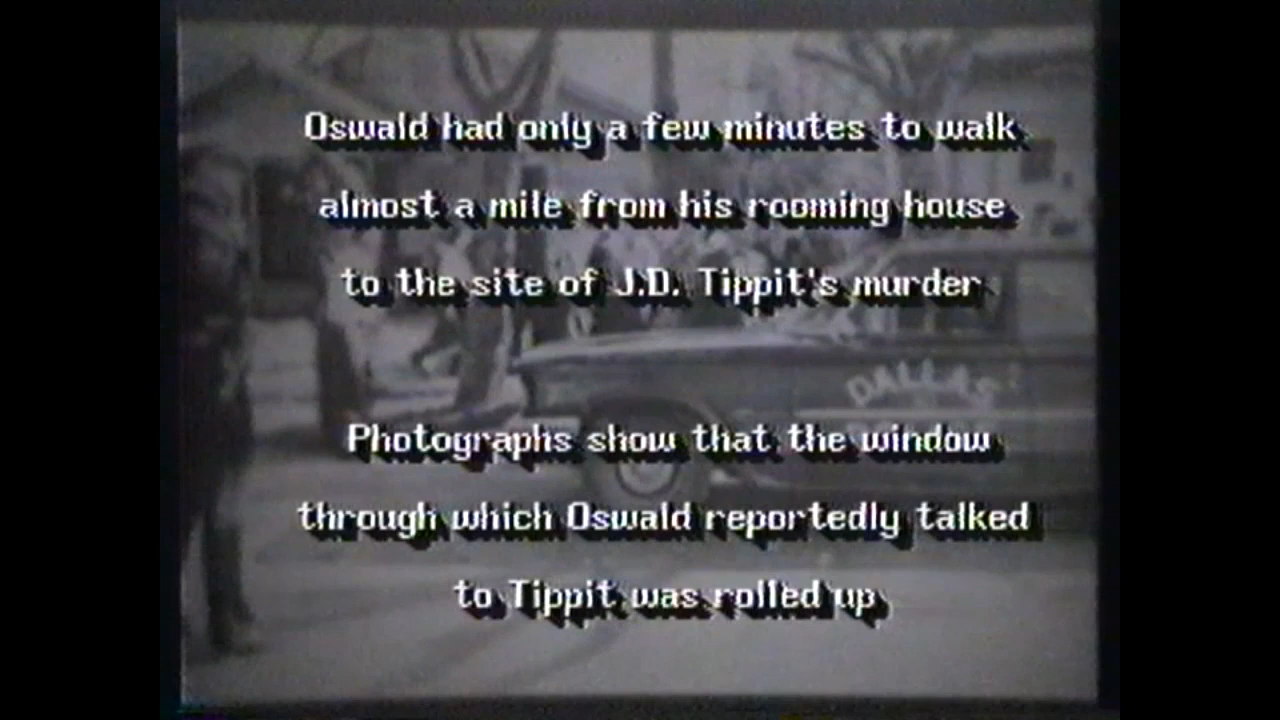 Oswald had only a few minutes to walk
almost a mile from his rooming house
to the site of J.D. Tippit's murder
DALLAS
Photographs show that the window
through which Oswald reportedly talked
to Tippit was rolled up